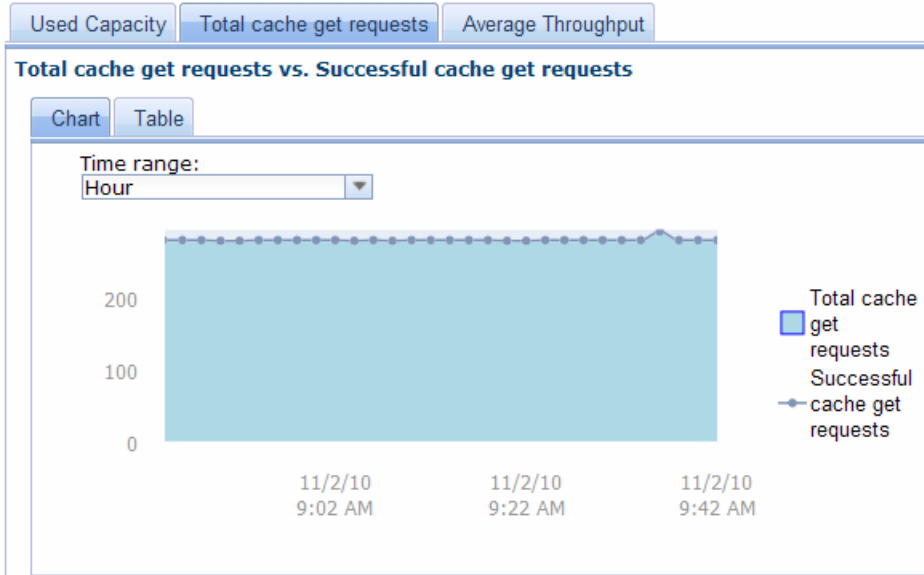 Used Capacity Total cache get requests Average Throughput
Total cache get requests vs. Successful cache get requests
Chart Table
Time range:
Hour
200
100
0
11/2/10
9:02 AM
11/2/10
9:22 AM
11/2/10
9:42 AM
Total cache
get
requests
Successful
cache get
requests